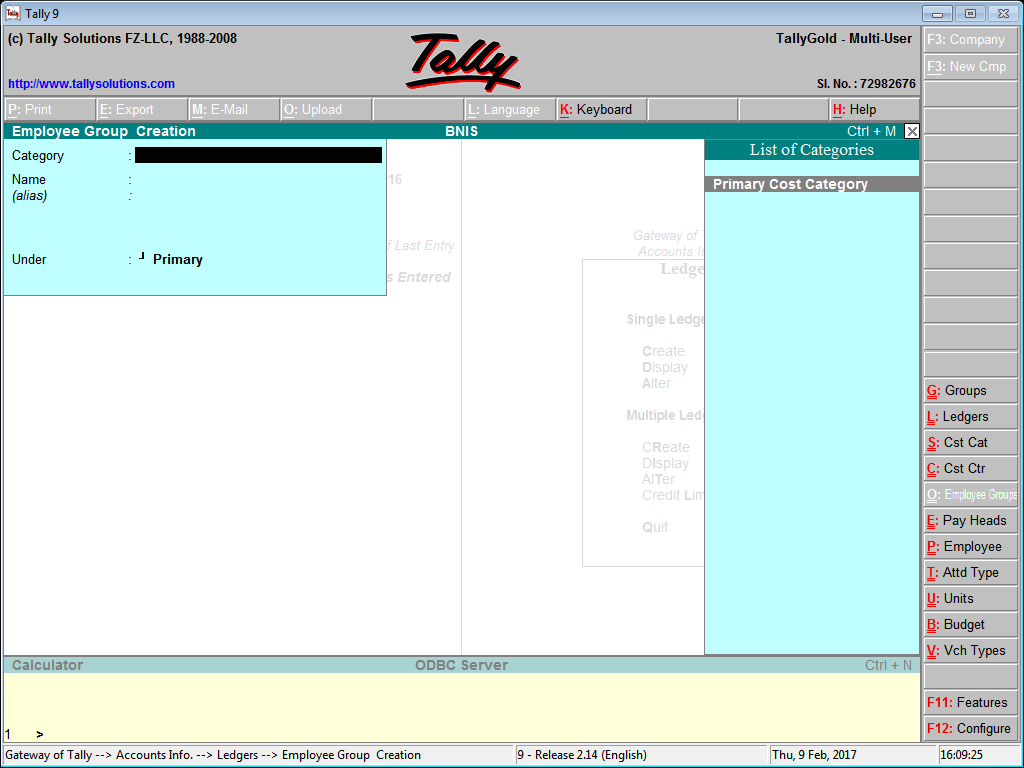 Tally 9
(c) Tally Solutions FZ-LLC, 1988-2008
Tally
TallyGold - Multi-User
http://www.tallysolutions.com
Sl. No. : 72982676
P: Print
E: Export
M: E-Mail
O: Upload
L: Language
K: Keyboard
H: Help
Employee Group Creation
BNIS
Ctrl + M
Category :
Name :
(alias) :
Under : ┘ Primary
16
f Last Entry
s Entered
Gateway of T
Accounts In
Ledge
Single Ledge
Create
Display
Alter
Multiple Led
CReate
DIsplay
AlTer
Credit Lim
Quit
List of Categories
Primary Cost Category
F3: Company
F3: New Cmp
G: Groups
L: Ledgers
S: Cst Cat
C: Cst Ctr
O: Employee Groups
E: Pay Heads
P: Employee
T: Attd Type
U: Units
B: Budget
V: Vch Types
F11: Features
F12: Configure
Calculator
ODBC Server
Ctrl + N
1 >
Gateway of Tally --> Accounts Info. --> Ledgers --> Employee Group Creation
9 - Release 2.14 (English)
Thu, 9 Feb, 2017
16:09:25